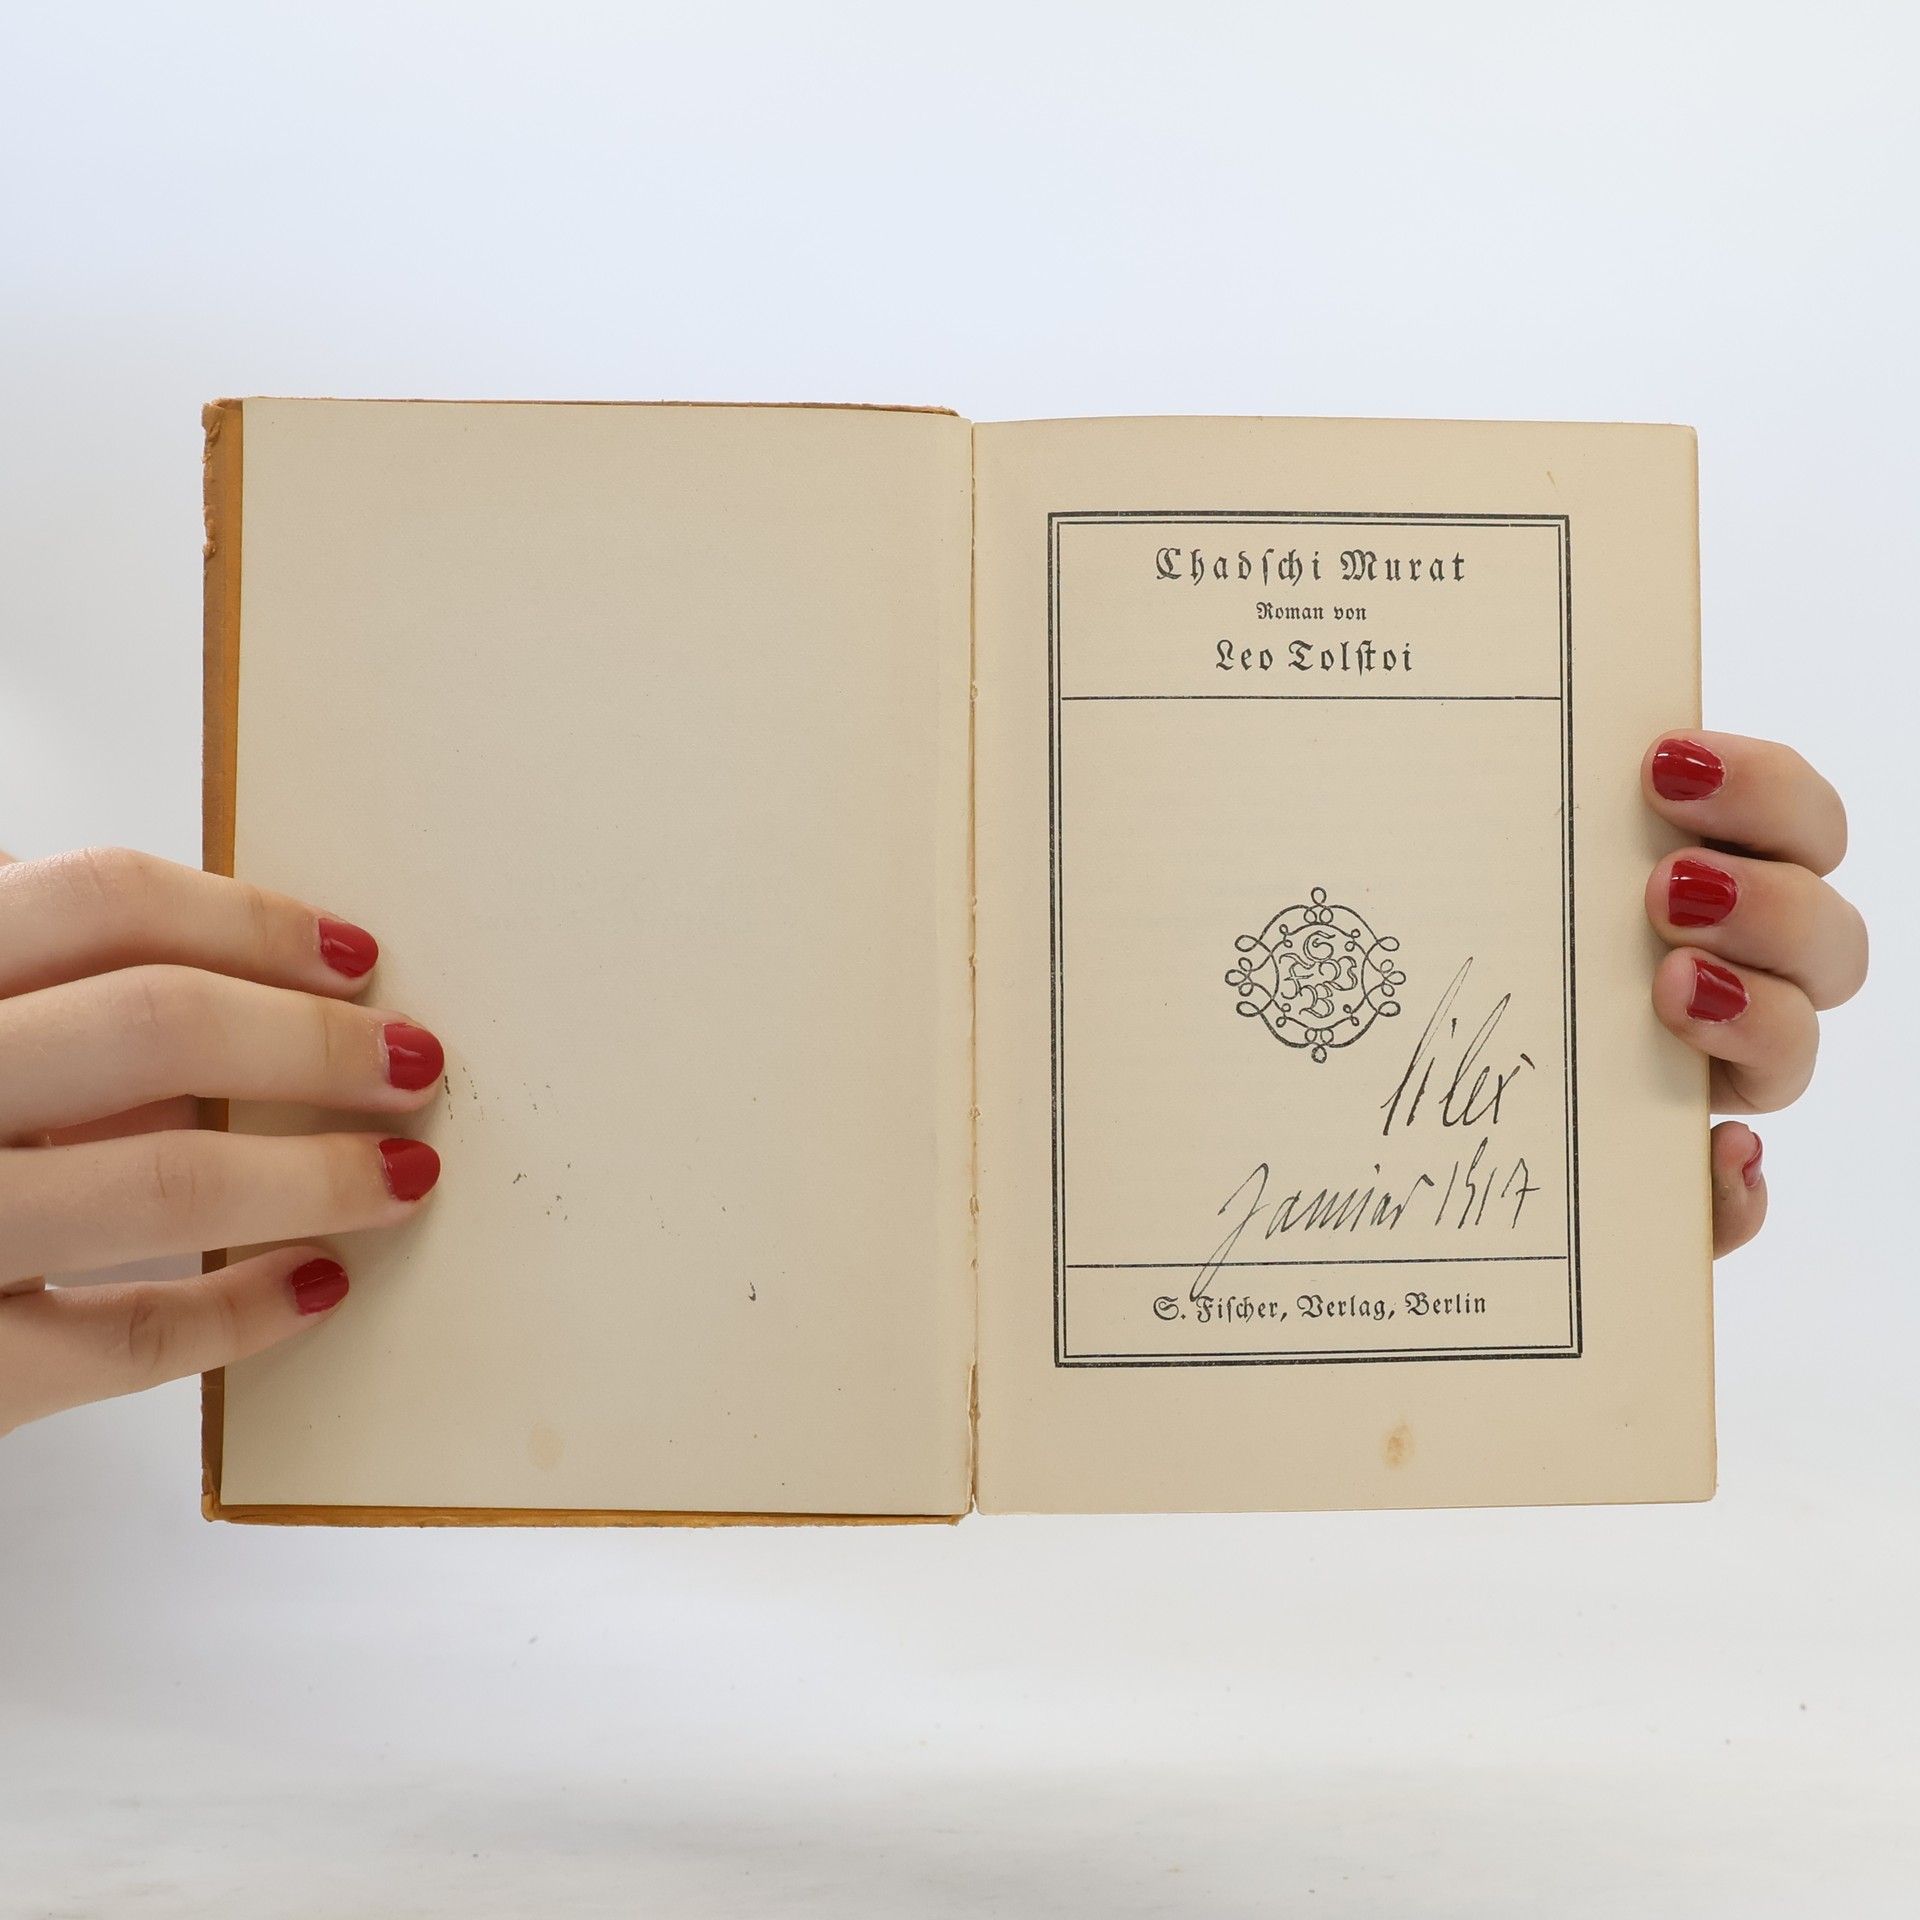 Chadſchi Murat
Roman von
Leo Tolſtoi
S
F V
B
Januar 1917
S. Fiſcher, Verlag, Berlin